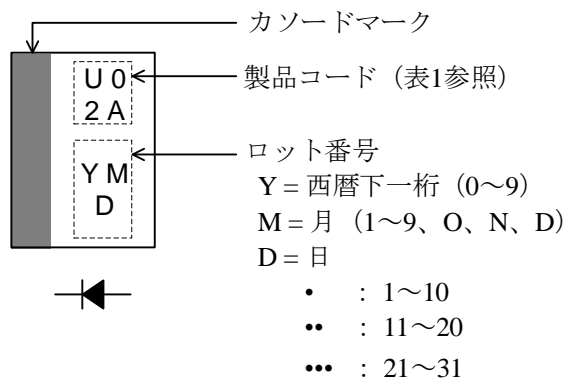 カソードマーク
U 0
2 A
製品コード（表1参照）
Y M
D
ロット番号
Y = 西暦下一桁（0～9）
M = 月（1～9、O、N、D）
D = 日
• : 1～10
•• : 11～20
••• : 21～31